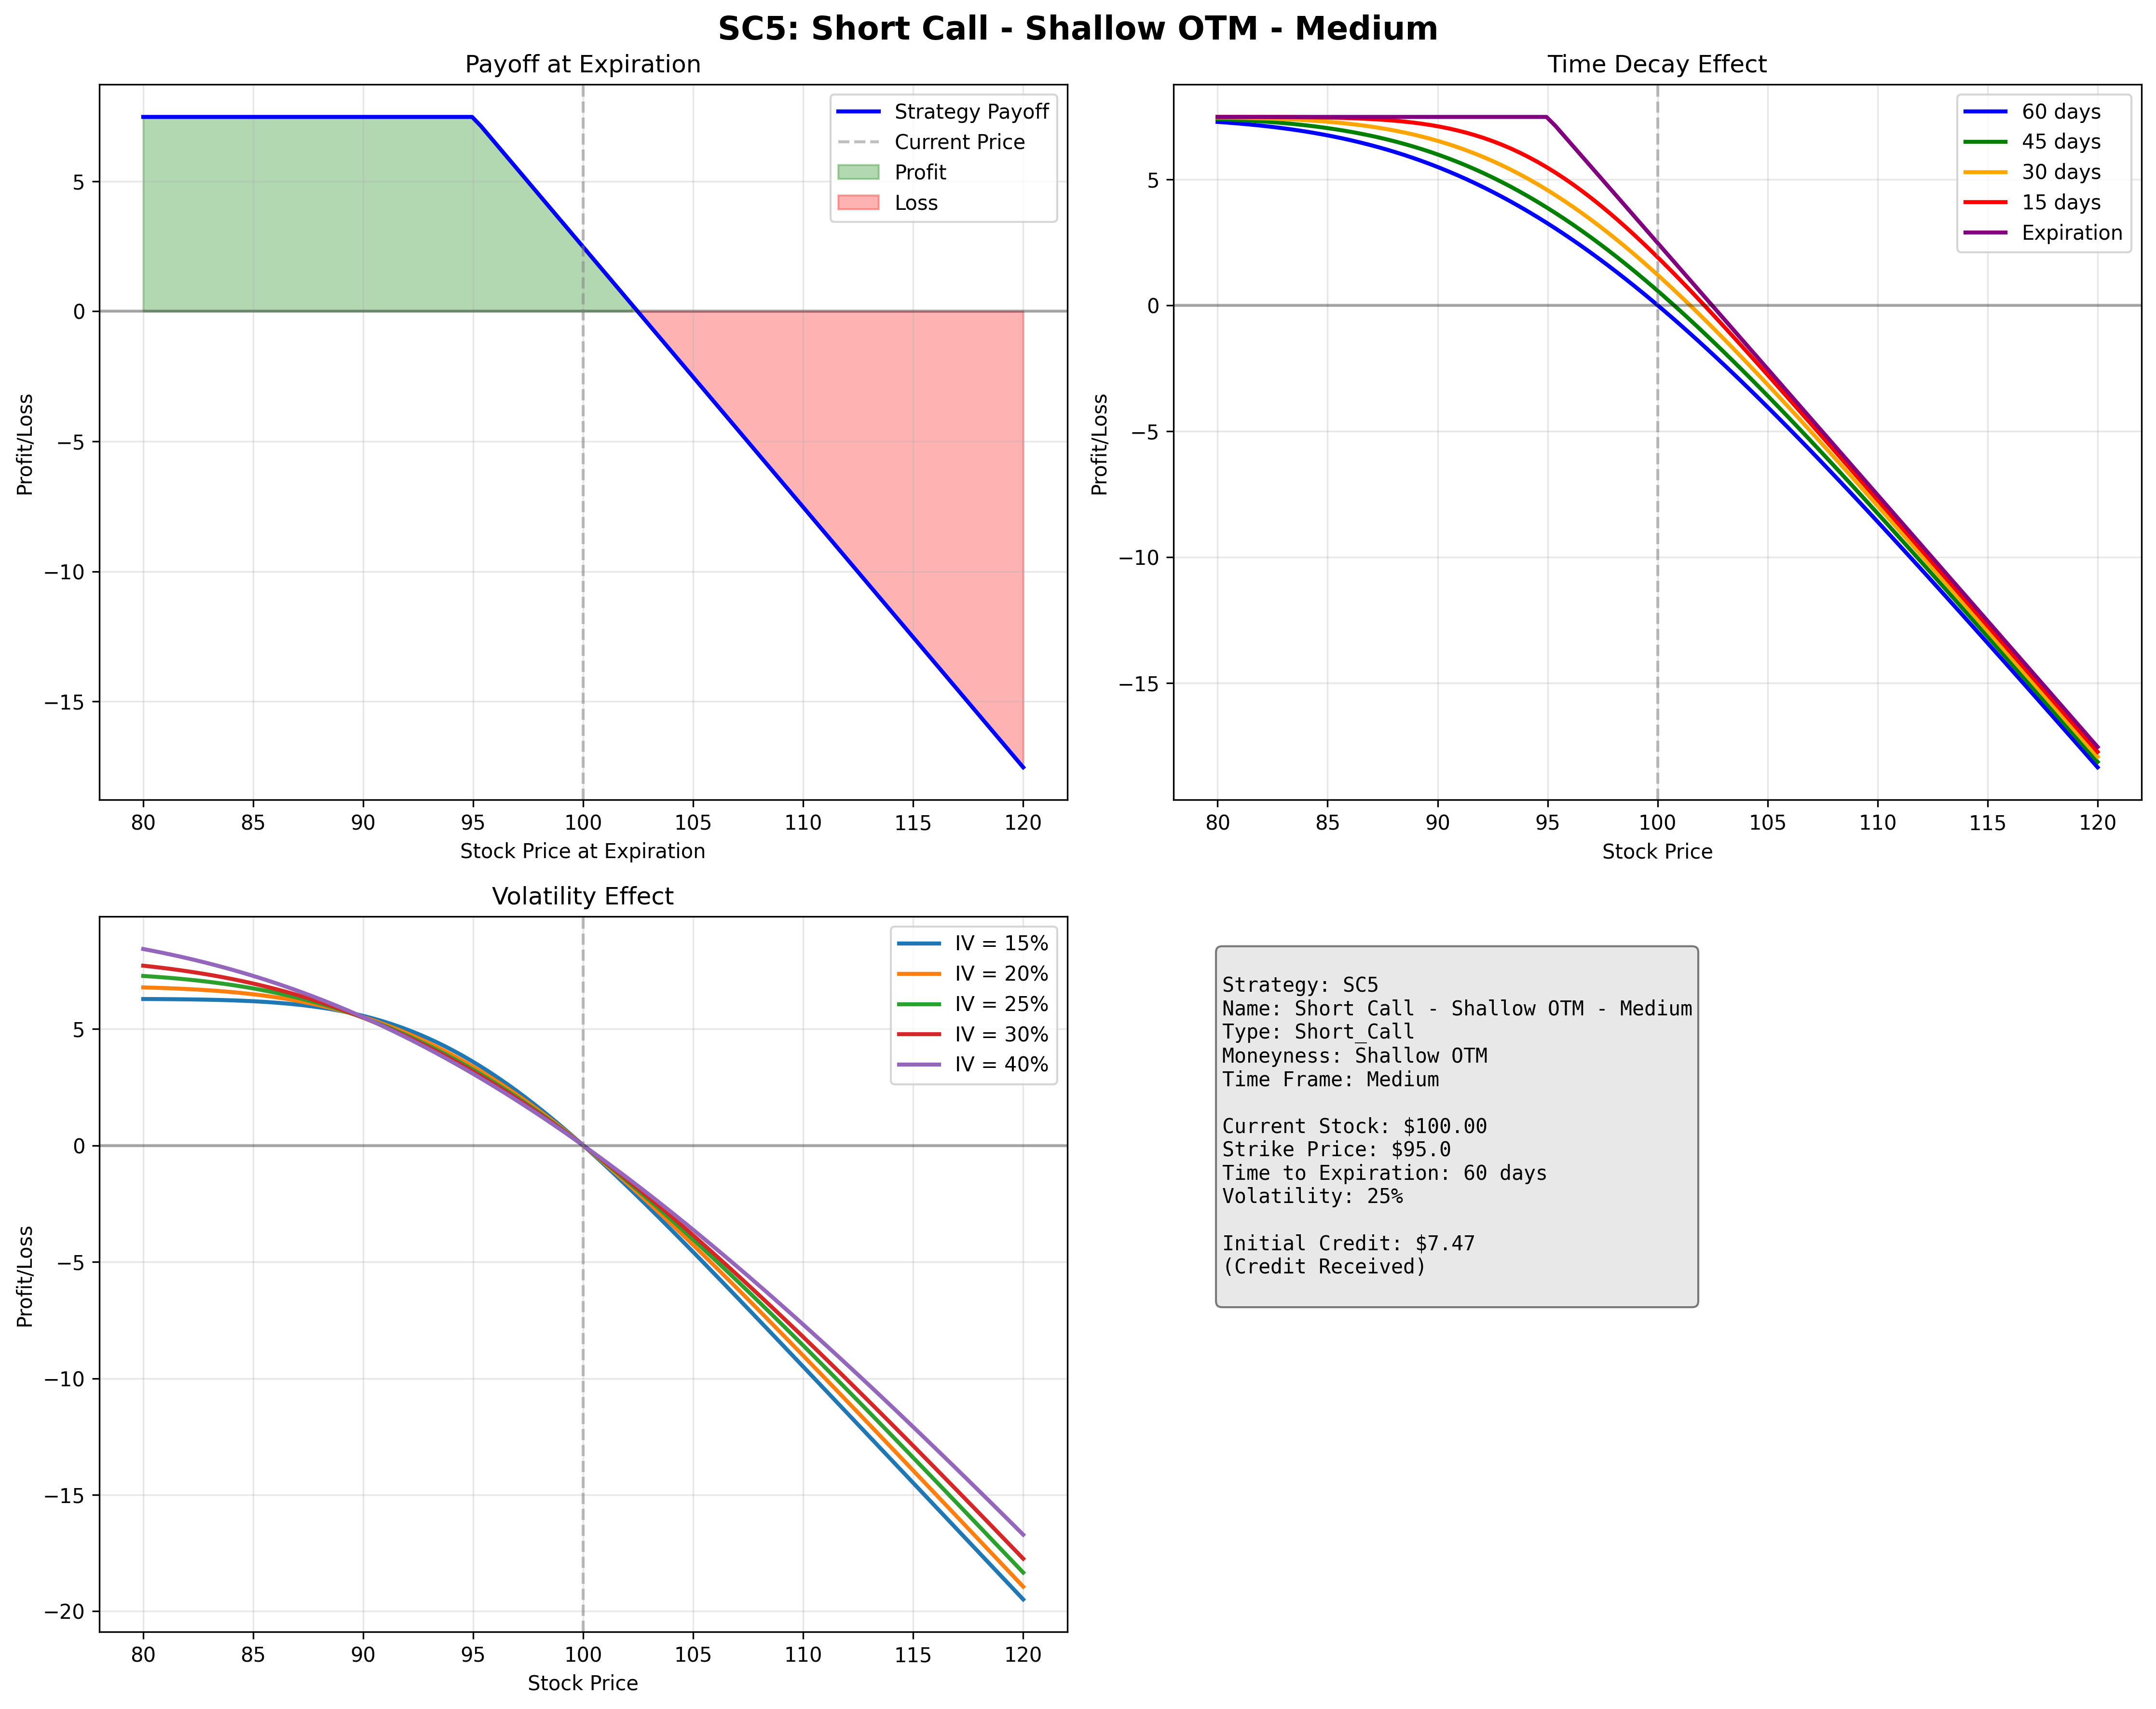 SC5: Short Call - Shallow OTM - Medium
Payoff at Expiration
Strategy Payoff
Current Price
Profit
Loss
5
0
−5
−10
−15
Profit/Loss
80 85 90 95 100 105 110 115 120
Stock Price at Expiration
Time Decay Effect
60 days
45 days
30 days
15 days
Expiration
5
0
−5
−10
−15
Profit/Loss
80 85 90 95 100 105 110 115 120
Stock Price
Volatility Effect
IV = 15%
IV = 20%
IV = 25%
IV = 30%
IV = 40%
5
0
−5
−10
−15
−20
Profit/Loss
80 85 90 95 100 105 110 115 120
Stock Price
Strategy: SC5
Name: Short Call - Shallow OTM - Medium
Type: Short_Call
Moneyness: Shallow OTM
Time Frame: Medium
Current Stock: $100.00
Strike Price: $95.0
Time to Expiration: 60 days
Volatility: 25%
Initial Credit: $7.47
(Credit Received)